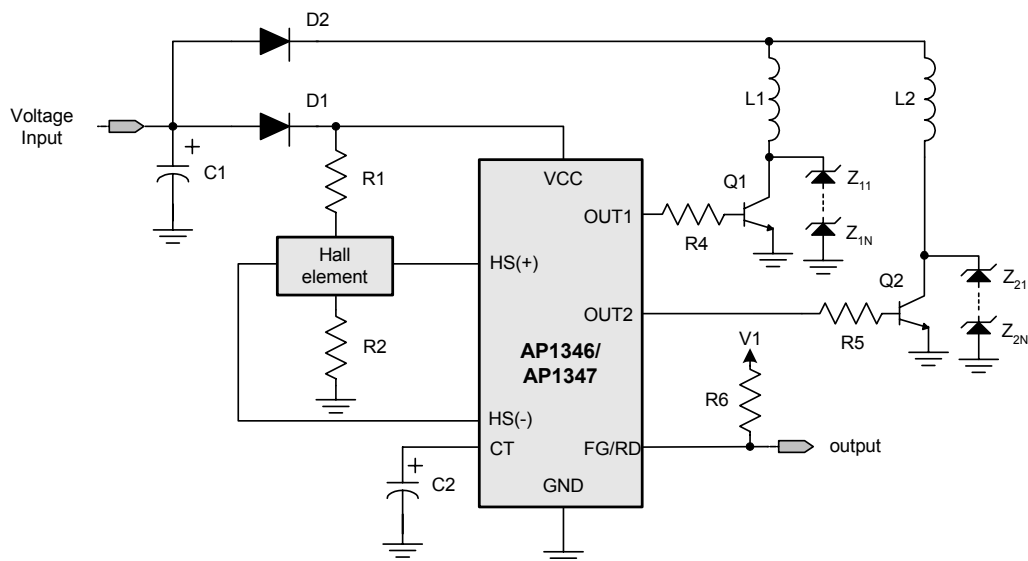 D2
D1
Voltage
Input
+
C1
R1
L1
L2
VCC
Q1
Z11
OUT1
R4
Z1N
Hall
element
HS(+)
Q2
Z21
OUT2
R5
Z2N
R2
V1
AP1346/
AP1347
R6
HS(-)
CT
FG/RD
output
+
C2
GND